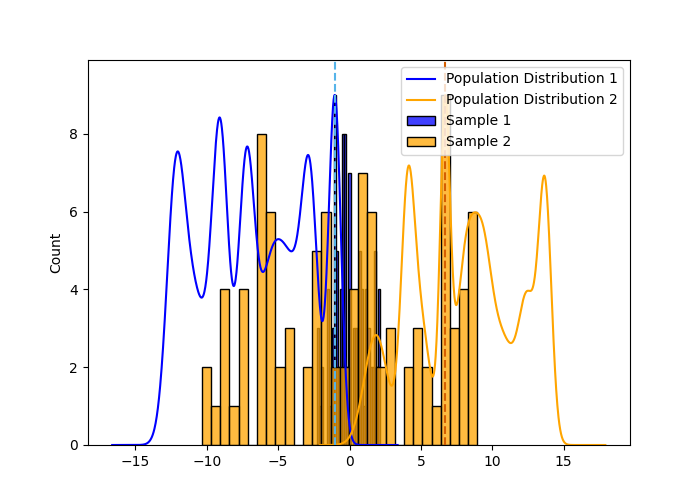 Population Distribution 1
Population Distribution 2
Sample 1
Sample 2
Count
8
6
4
2
0
−15
−10
−5
0
5
10
15